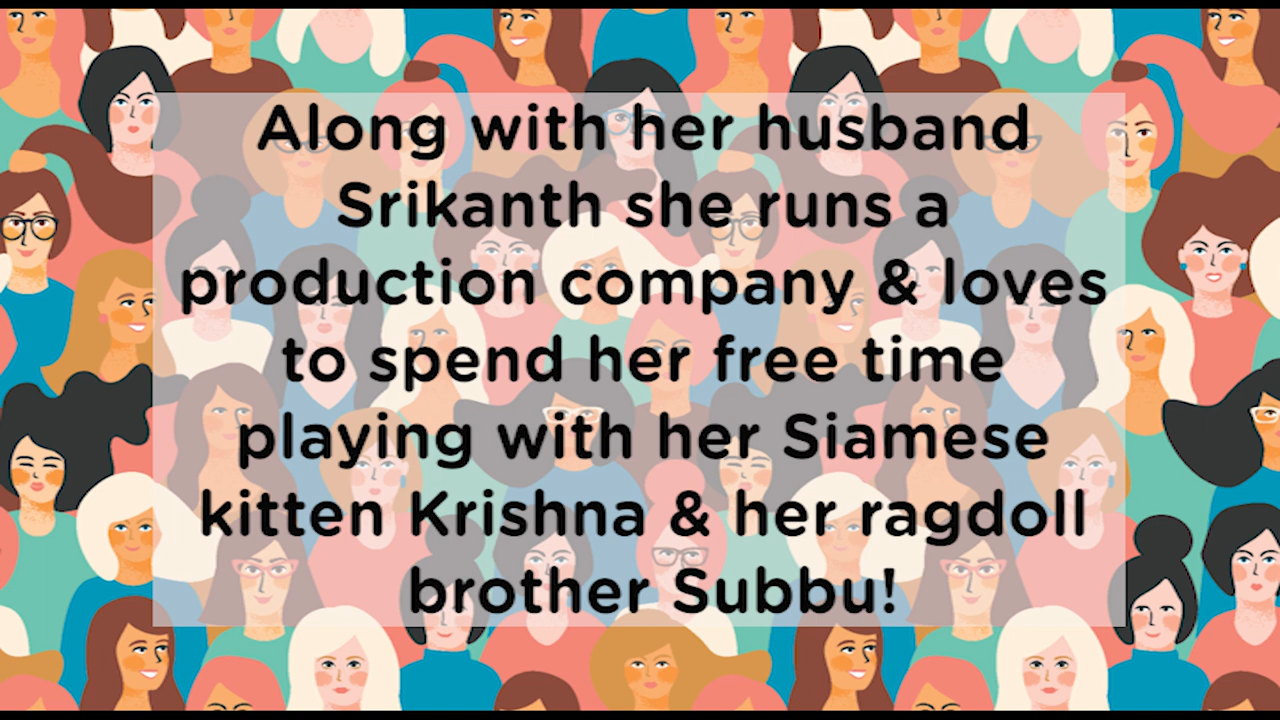 Along with her husband
Srikanth she runs a
production company & loves
to spend her free time
playing with her Siamese
kitten Krishna & her ragdoll
brother Subbu!